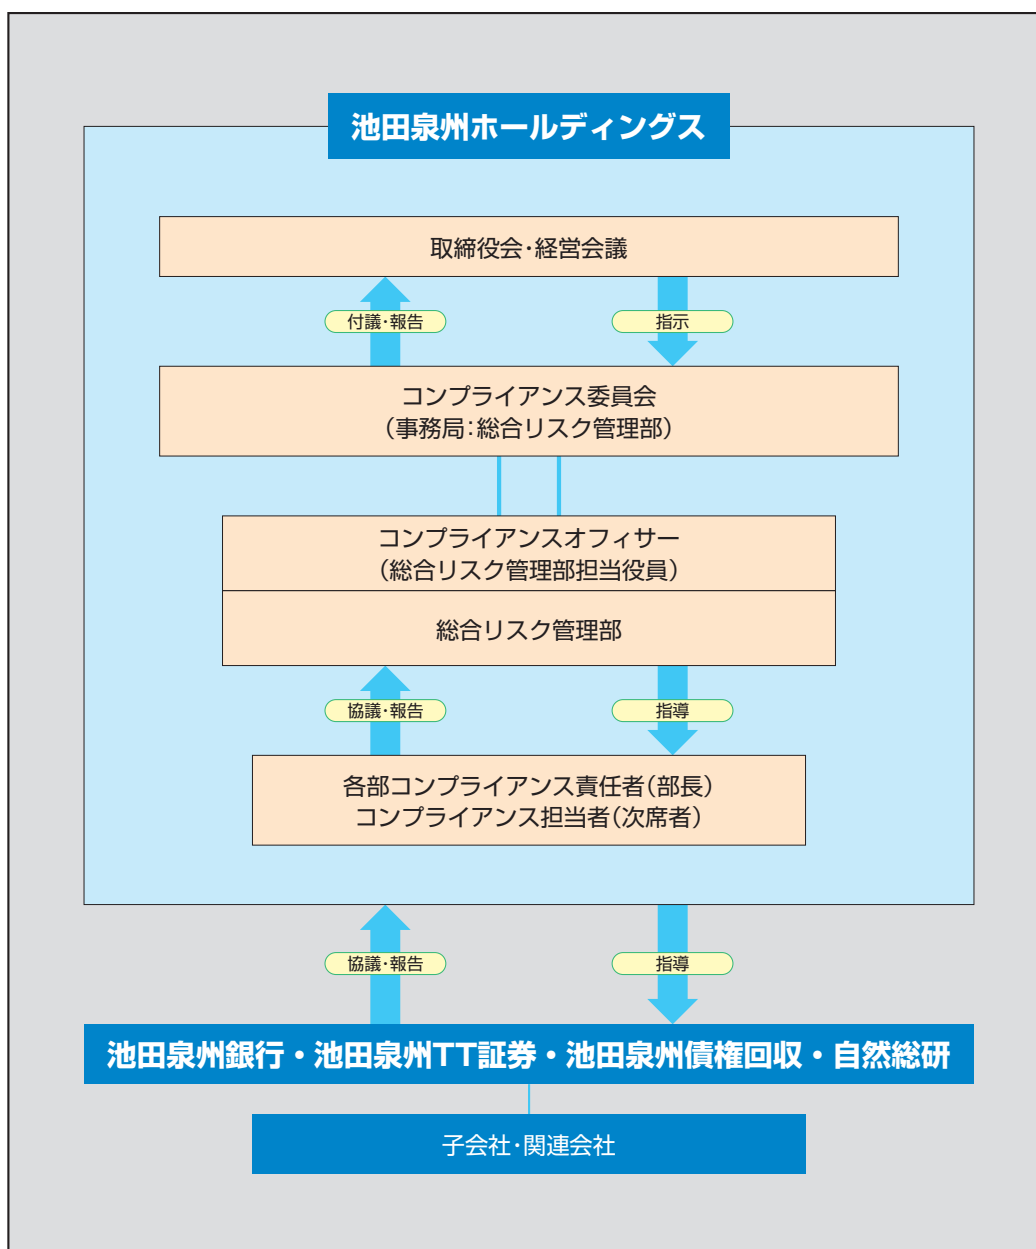 池田泉州ホールディングス
取締役会・経営会議
付議・報告
指示
コンプライアンス委員会
（事務局：総合リスク管理部）
コンプライアンスオフィサー
（総合リスク管理部担当役員）
総合リスク管理部
協議・報告
指導
各部コンプライアンス責任者（部長）
コンプライアンス担当者（次席者）
協議・報告
指導
池田泉州銀行・池田泉州TT証券・池田泉州債権回収・自然総研
子会社・関連会社